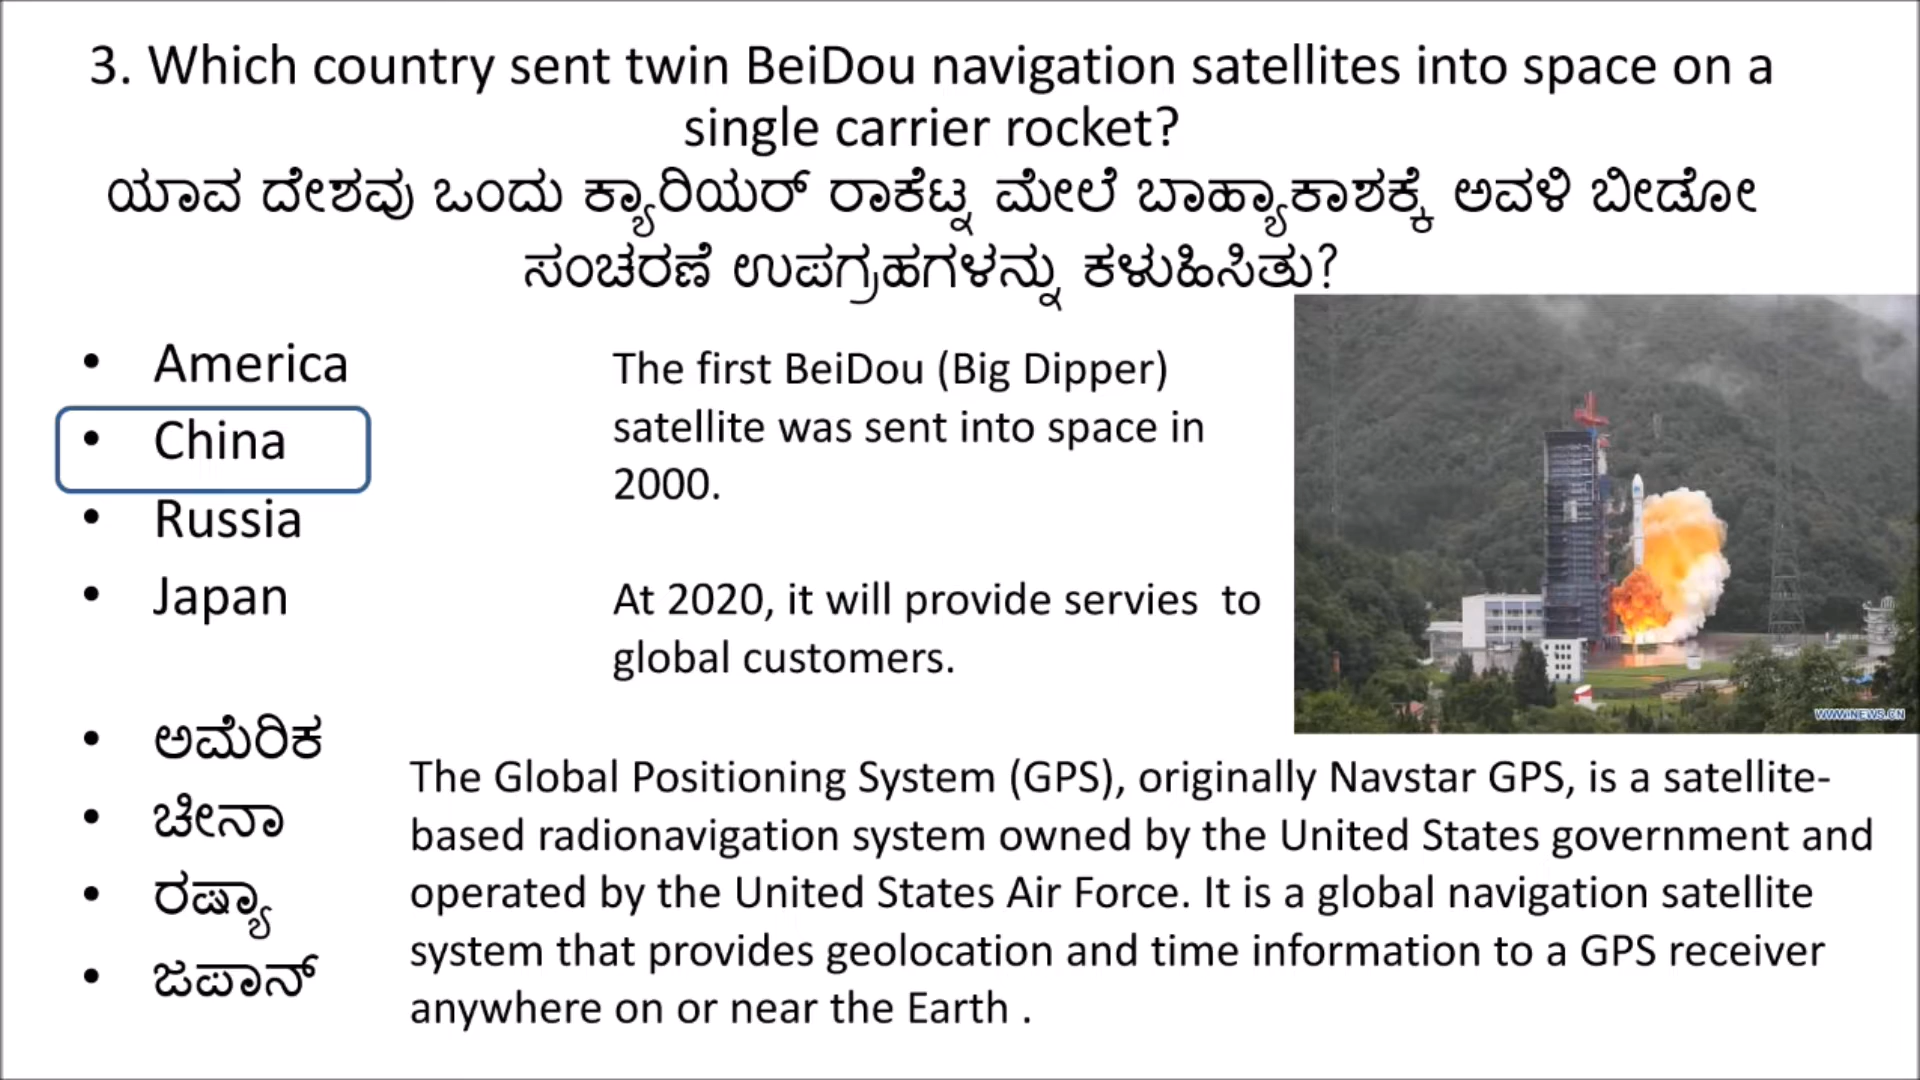 3. Which country sent twin BeiDou navigation satellites into space on a
single carrier rocket?
ಯಾವ ದೇಶವು ಒಂದು ಕ್ಯಾರಿಯರ್ ರಾಕೆಟ್ನ ಮೇಲೆ ಬಾಹ್ಯಾಕಾಶಕ್ಕೆ ಅವಳಿ ಬೀಡೋ
ಸಂಚರಣೆ ಉಪಗ್ರಹಗಳನ್ನು ಕಳುಹಿಸಿತು?
• America
• China
• Russia
• Japan
The first BeiDou (Big Dipper)
satellite was sent into space in
2000.
At 2020, it will provide servies to
global customers.
WWW.NEWS.CN
• ಅಮೆರಿಕ
• ಚೀನಾ
• ರಷ್ಯಾ
• ಜಪಾನ್
The Global Positioning System (GPS), originally Navstar GPS, is a satellite-
based radionavigation system owned by the United States government and
operated by the United States Air Force. It is a global navigation satellite
system that provides geolocation and time information to a GPS receiver
anywhere on or near the Earth .